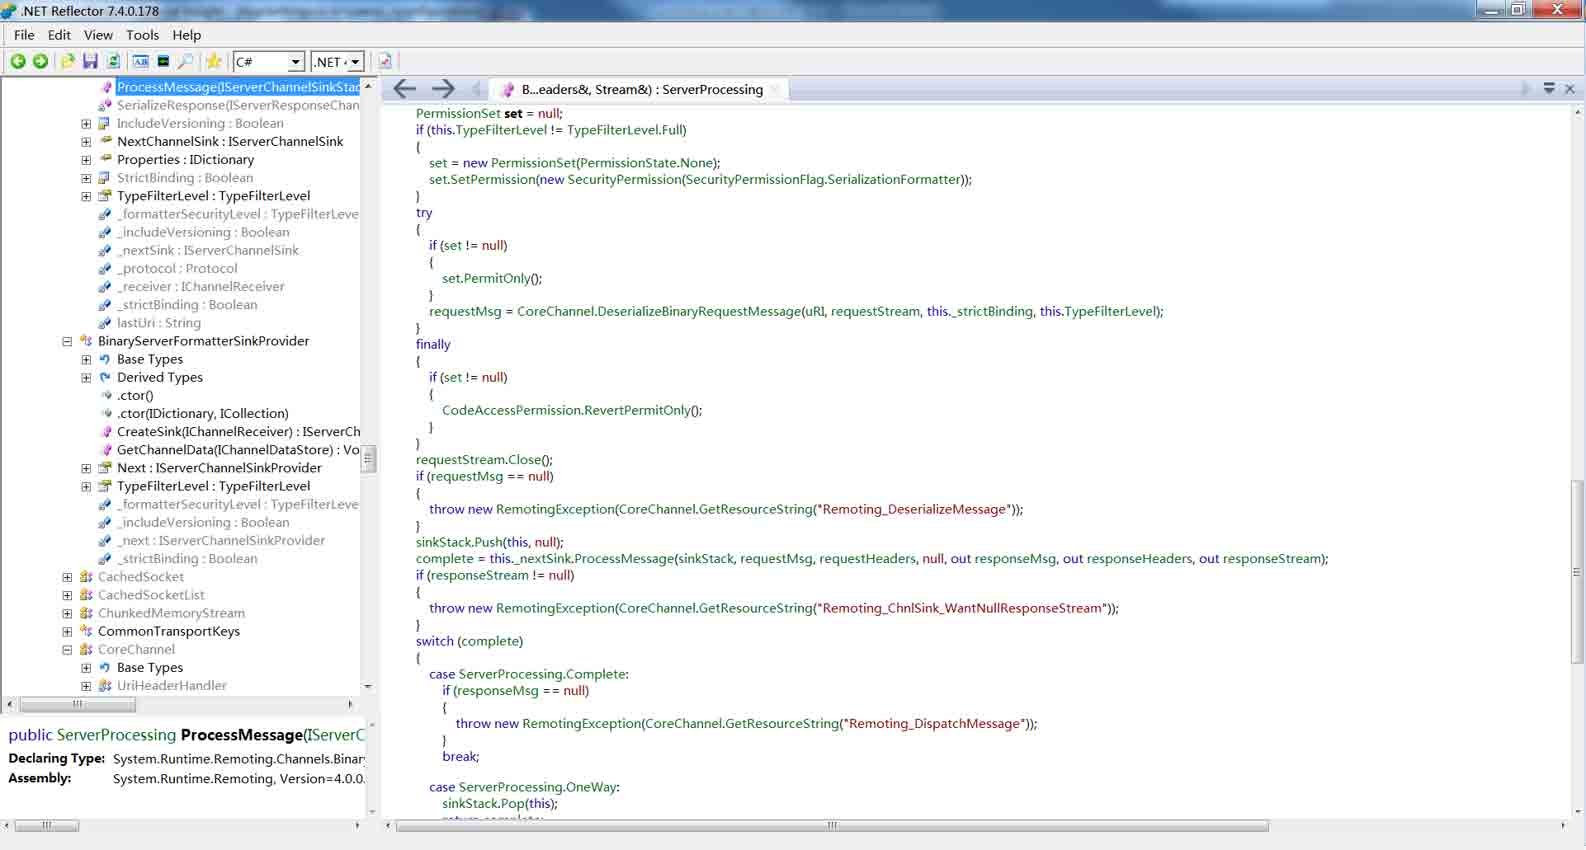 .NET Reflector 7.4.0.178
File Edit View Tools Help
C# .NET 4
ProcessMessage(IServerChannelSinkStac
SerializeResponse(IServerResponseChan
IncludeVersioning : Boolean
NextChannelSink : IServerChannelSink
Properties : IDictionary
StrictBinding : Boolean
TypeFilterLevel : TypeFilterLevel
_formatterSecurityLevel : TypeFilterLeve
_includeVersioning : Boolean
_nextSink : IServerChannelSink
_protocol : Protocol
_receiver : IChannelReceiver
_strictBinding : Boolean
lastUri : String
BinaryServerFormatterSinkProvider
Base Types
Derived Types
.ctor()
.ctor(IDictionary, ICollection)
CreateSink(IChannelReceiver) : IServerCh
GetChannelData(IChannelDataStore) : Vo
Next : IServerChannelSinkProvider
TypeFilterLevel : TypeFilterLevel
_formatterSecurityLevel : TypeFilterLeve
_includeVersioning : Boolean
_next : IServerChannelSinkProvider
_strictBinding : Boolean
CachedSocket
CachedSocketList
ChunkedMemoryStream
CommonTransportKeys
CoreChannel
Base Types
UriHeaderHandler
public ServerProcessing ProcessMessage(IServerC
Declaring Type: System.Runtime.Remoting.Channels.Binar
Assembly: System.Runtime.Remoting, Version=4.0.0.
B...eaders&, Stream&) : ServerProcessing
PermissionSet set = null;
if (this.TypeFilterLevel != TypeFilterLevel.Full)
{
set = new PermissionSet(PermissionState.None);
set.SetPermission(new SecurityPermission(SecurityPermissionFlag.SerializationFormatter));
}
try
{
if (set != null)
{
set.PermitOnly();
}
requestMsg = CoreChannel.DeserializeBinaryRequestMessage(uRI, requestStream, this._strictBinding, this.TypeFilterLevel);
}
finally
{
if (set != null)
{
CodeAccessPermission.RevertPermitOnly();
}
}
requestStream.Close();
if (requestMsg == null)
{
throw new RemotingException(CoreChannel.GetResourceString("Remoting_DeserializeMessage"));
}
sinkStack.Push(this, null);
complete = this._nextSink.ProcessMessage(sinkStack, requestMsg, requestHeaders, null, out responseMsg, out responseHeaders, out responseStream);
if (responseStream != null)
{
throw new RemotingException(CoreChannel.GetResourceString("Remoting_ChnlSink_WantNullResponseStream"));
}
switch (complete)
{
case ServerProcessing.Complete:
if (responseMsg == null)
{
throw new RemotingException(CoreChannel.GetResourceString("Remoting_DispatchMessage"));
}
break;
case ServerProcessing.OneWay:
sinkStack.Pop(this);
return complete;